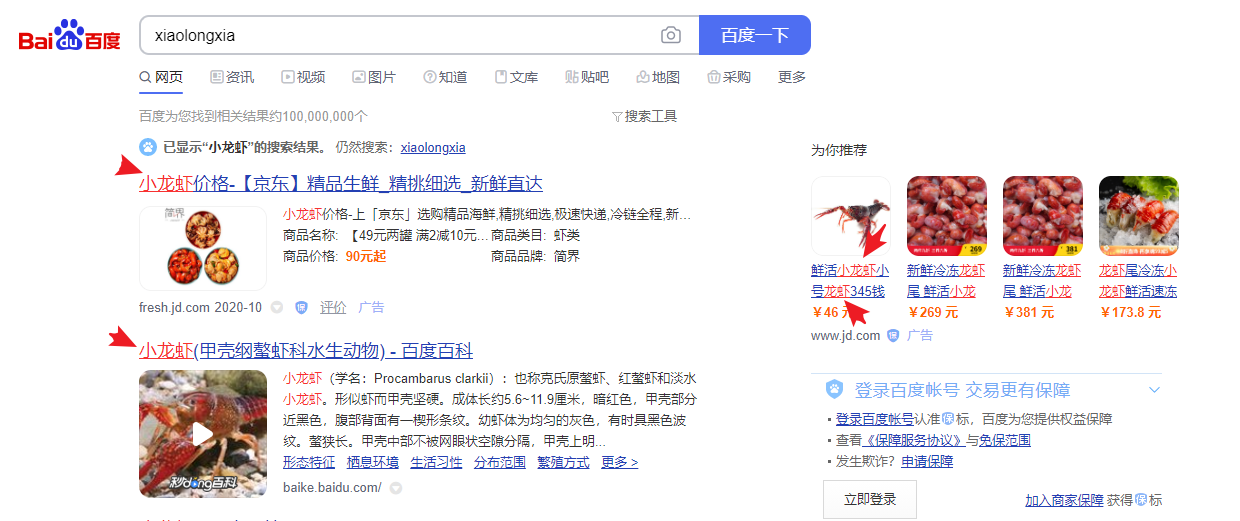 Bai du 百度
xiaolongxia
百度一下
网页 资讯 视频 图片 知道 文库 贴吧 地图 采购 更多
百度为您找到相关结果约100,000,000个
搜索工具
已显示“小龙虾”的搜索结果。 仍然搜索: xiaolongxia
小龙虾价格-【京东】精品生鲜_精挑细选_新鲜直达
简界
小龙虾价格-上「京东」选购精品海鲜,精挑细选,极速快递,冷链全程,新...
商品名称: 【49元两罐 满2减10元... 商品类目: 虾类
商品价格: 90元起 商品品牌: 简界
fresh.jd.com 2020-10 保 评价 广告
小龙虾(甲壳纲螯虾科水生动物) - 百度百科
小龙虾（学名：Procambarus clarkii）：也称克氏原螯虾、红螯虾和淡水
小龙虾。形似虾而甲壳坚硬。成体长约5.6~11.9厘米，暗红色，甲壳部分
近黑色，腹部背面有一楔形条纹。幼虾体为均匀的灰色，有时具黑色波
纹。螯狭长。甲壳中部不被网眼状空隙分隔，甲壳上明...
秒dǒng百科
形态特征 栖息环境 生活习性 分布范围 繁殖方式 更多 >
baike.baidu.com/
为你推荐
269
381
鲜活小龙虾小
号龙虾345钱
￥46 元
新鲜冷冻龙虾
尾 鲜活小龙
￥269 元
新鲜冷冻龙虾
尾 鲜活小龙
￥381 元
龙虾尾冷冻小
龙虾鲜活速冻
￥173.8 元
www.jd.com 保 广告
登录百度帐号 交易更有保障
· 登录百度帐号认准保标，百度为您提供权益保障
· 查看《保障服务协议》与免保范围
· 发生欺诈？申请保障
立即登录
加入商家保障 获得保标